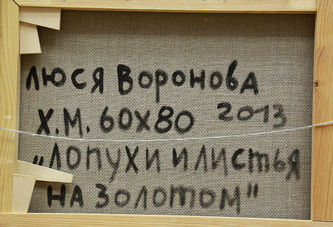 Люся Воронова
Х.М. 60х80 2013
„Лопухи и листья
на золотом"